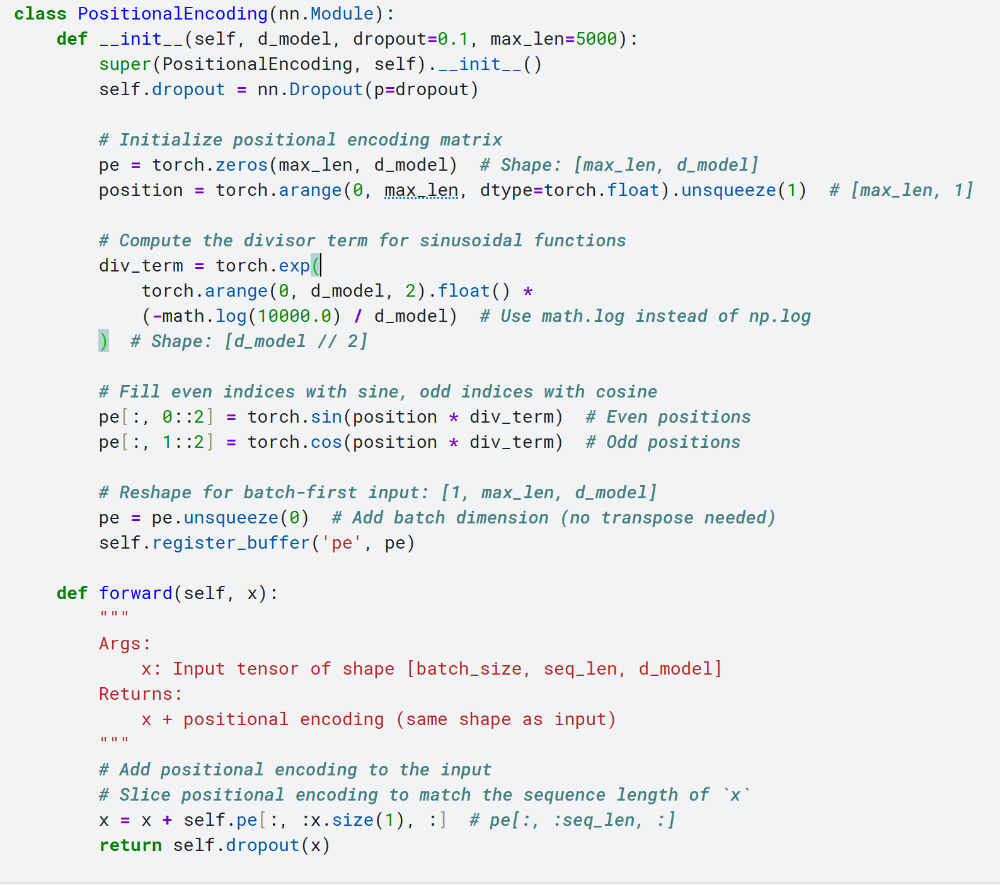 class PositionalEncoding(nn.Module):
    def __init__(self, d_model, dropout=0.1, max_len=5000):
        super(PositionalEncoding, self).__init__()
        self.dropout = nn.Dropout(p=dropout)

        # Initialize positional encoding matrix
        pe = torch.zeros(max_len, d_model)  # Shape: [max_len, d_model]
        position = torch.arange(0, max_len, dtype=torch.float).unsqueeze(1)  # [max_len, 1]

        # Compute the divisor term for sinusoidal functions
        div_term = torch.exp(
            torch.arange(0, d_model, 2).float() *
            (-math.log(10000.0) / d_model)  # Use math.log instead of np.log
        )  # Shape: [d_model // 2]

        # Fill even indices with sine, odd indices with cosine
        pe[:, 0::2] = torch.sin(position * div_term)  # Even positions
        pe[:, 1::2] = torch.cos(position * div_term)  # Odd positions

        # Reshape for batch-first input: [1, max_len, d_model]
        pe = pe.unsqueeze(0)  # Add batch dimension (no transpose needed)
        self.register_buffer('pe', pe)

    def forward(self, x):
        """
        Args:
            x: Input tensor of shape [batch_size, seq_len, d_model]
        Returns:
            x + positional encoding (same shape as input)
        """
        # Add positional encoding to the input
        # Slice positional encoding to match the sequence length of `x`
        x = x + self.pe[:, :x.size(1), :]  # pe[:, :seq_len, :]
        return self.dropout(x)